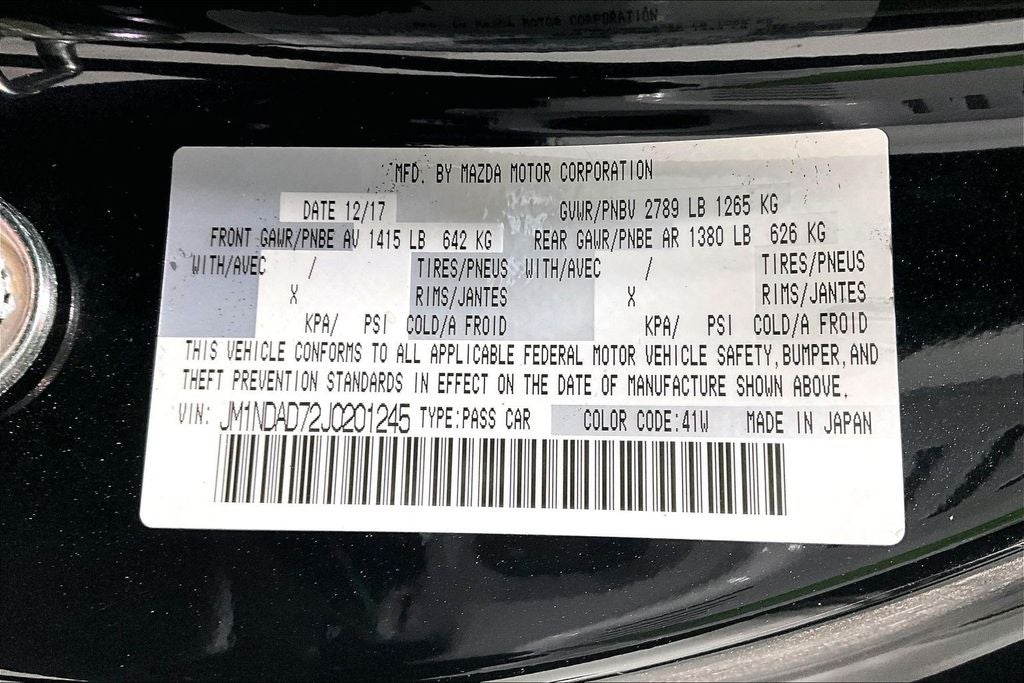 MFD. BY MAZDA MOTOR CORPORATION
DATE 12/17 GVWR/PNBV 2789 LB 1265 KG
FRONT GAWR/PNBE AV 1415 LB 642 KG REAR GAWR/PNBE AR 1380 LB 626 KG
WITH/AVEC / TIRES/PNEUS WITH/AVEC / TIRES/PNEUS
X RIMS/JANTES X RIMS/JANTES
KPA/ PSI COLD/A FROID KPA/ PSI COLD/A FROID
THIS VEHICLE CONFORMS TO ALL APPLICABLE FEDERAL MOTOR VEHICLE SAFETY, BUMPER, AND
THEFT PREVENTION STANDARDS IN EFFECT ON THE DATE OF MANUFACTURE SHOWN ABOVE.
VIN: JM1NDAD72J0201245 TYPE:PASS CAR COLOR CODE:41W MADE IN JAPAN